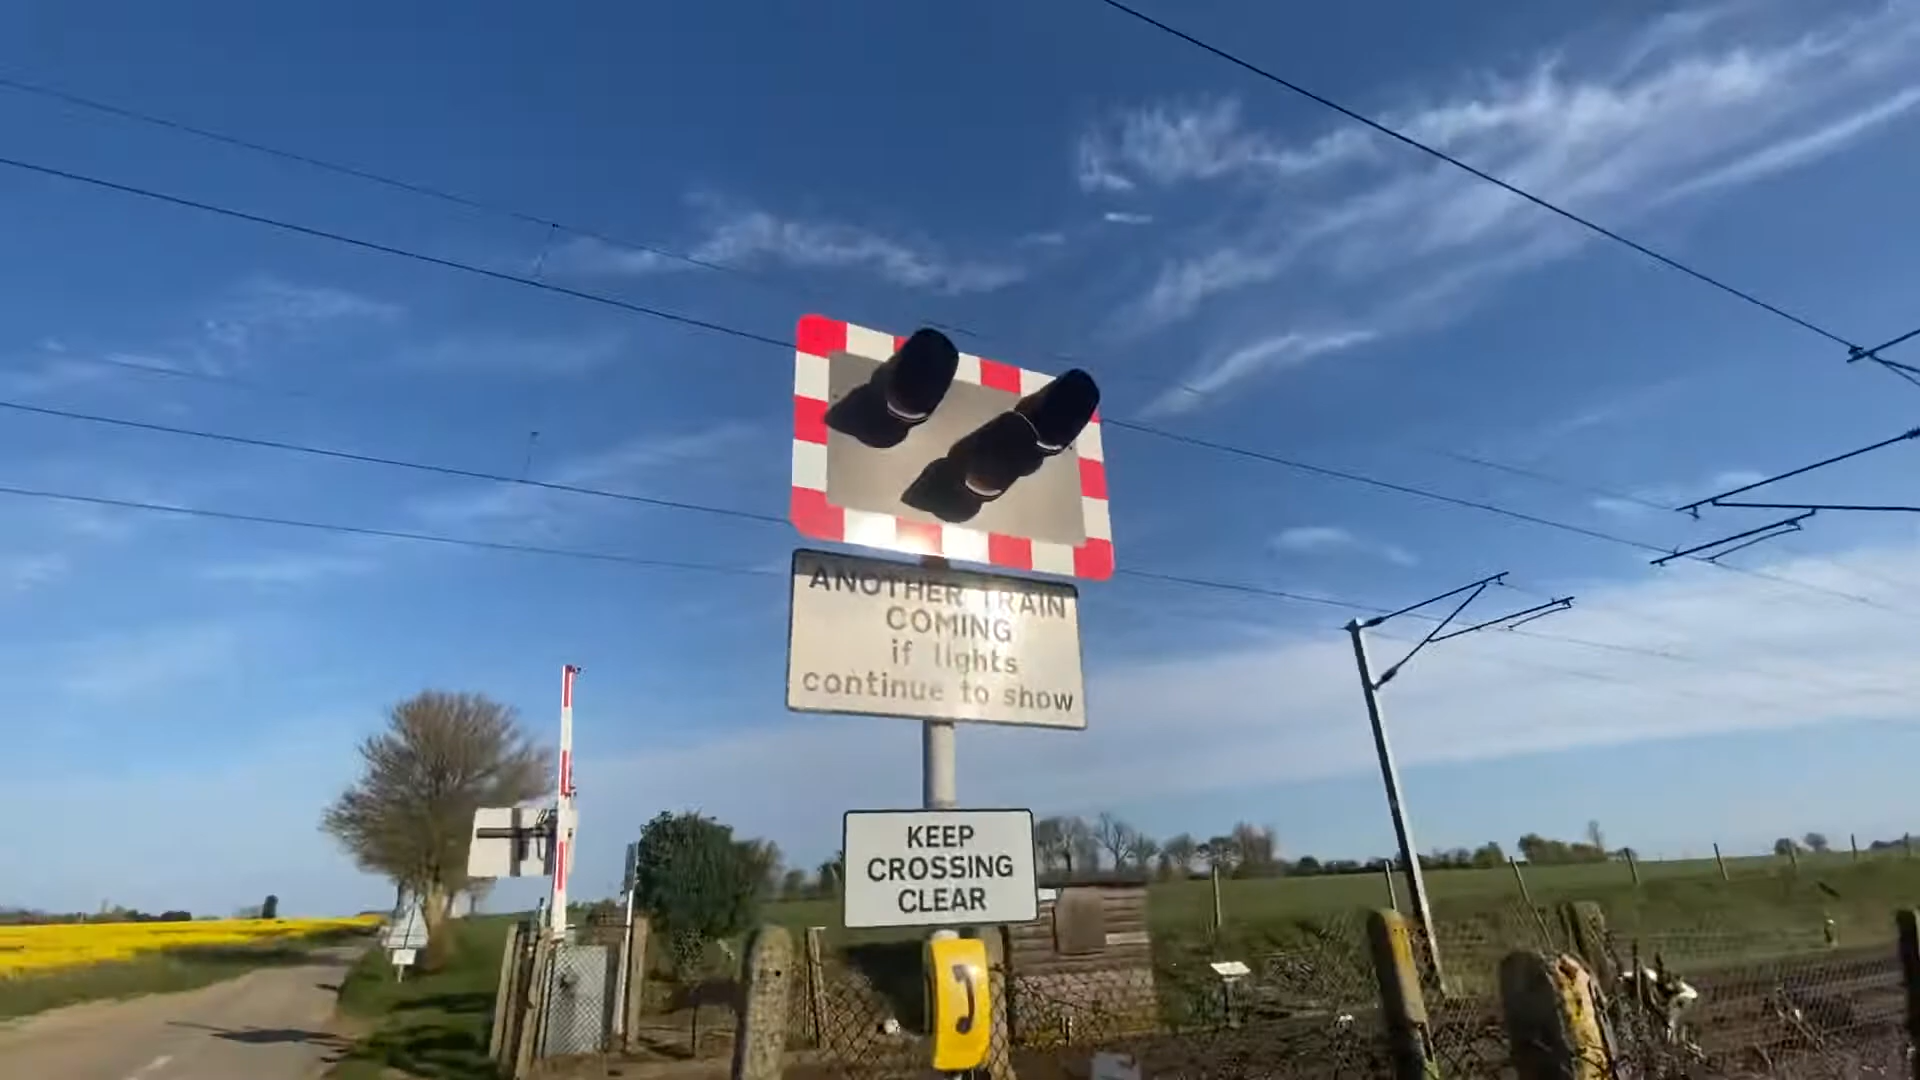 ANOTHER TRAIN
COMING
if lights
continue to show
KEEP
CROSSING
CLEAR